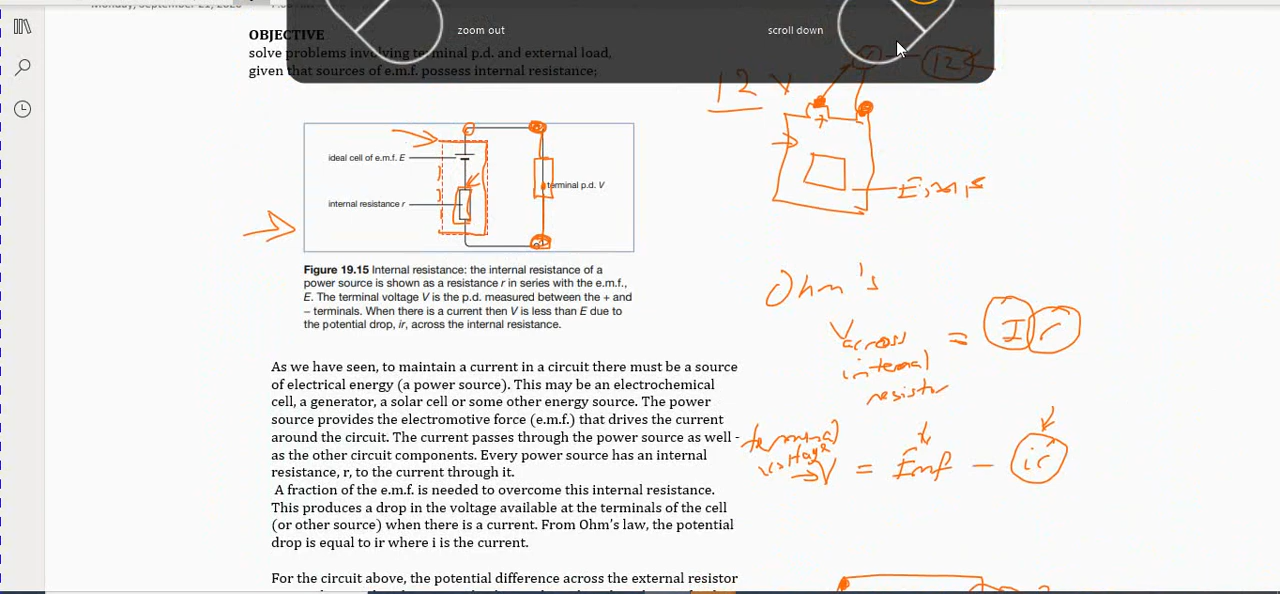 zoom out
scroll down
OBJECTIVE
solve problems involving terminal p.d. and external load,
given that sources of e.m.f. possess internal resistance;
12 V
E.m.f
ideal cell of e.m.f. E
terminal p.d. V
internal resistance r
Figure 19.15 Internal resistance: the internal resistance of a
power source is shown as a resistance r in series with the e.m.f.,
E. The terminal voltage V is the p.d. measured between the + and
– terminals. When there is a current then V is less than E due to
the potential drop, ir, across the internal resistance.
Ohm's
V across internal resistor = I r
As we have seen, to maintain a current in a circuit there must be a source
of electrical energy (a power source). This may be an electrochemical
cell, a generator, a solar cell or some other energy source. The power
source provides the electromotive force (e.m.f.) that drives the current
around the circuit. The current passes through the power source as well -
as the other circuit components. Every power source has an internal
resistance, r, to the current through it.
A fraction of the e.m.f. is needed to overcome this internal resistance.
This produces a drop in the voltage available at the terminals of the cell
(or other source) when there is a current. From Ohm's law, the potential
drop is equal to ir where i is the current.
terminal voltage
V = Emf - ir
For the circuit above, the potential difference across the external resistor